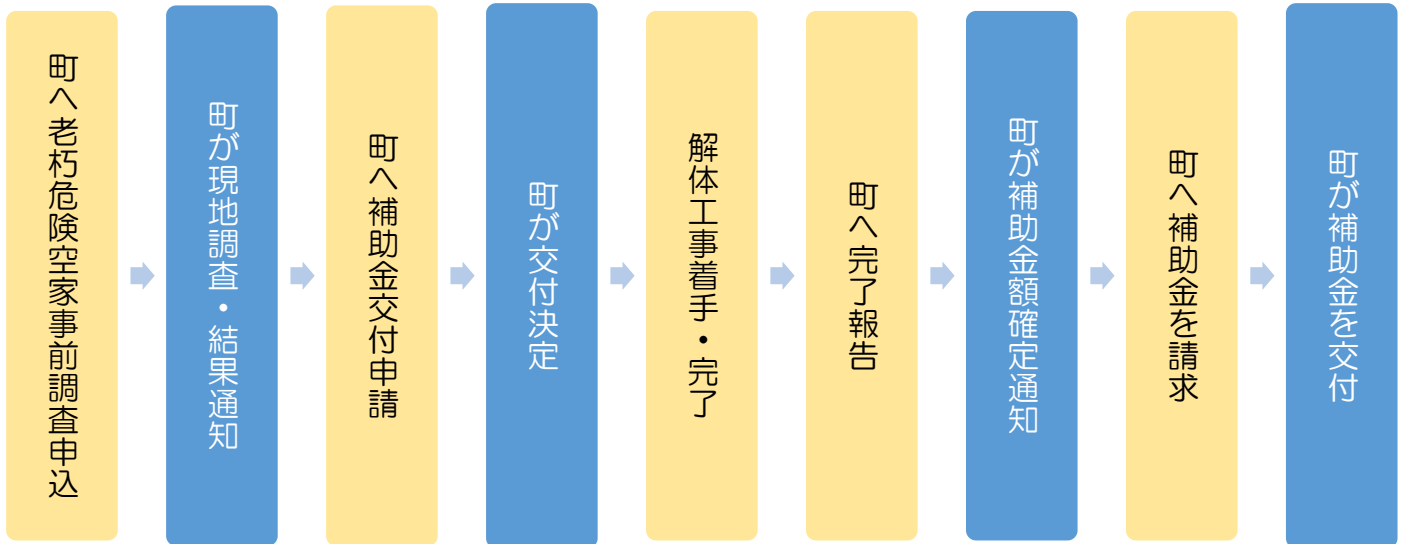 町へ老朽危険空家事前調査申込
町が現地調査・結果通知
町へ補助金交付申請
町が交付決定
解体工事着手・完了
町へ完了報告
町が補助金額確定通知
町へ補助金を請求
町が補助金を交付